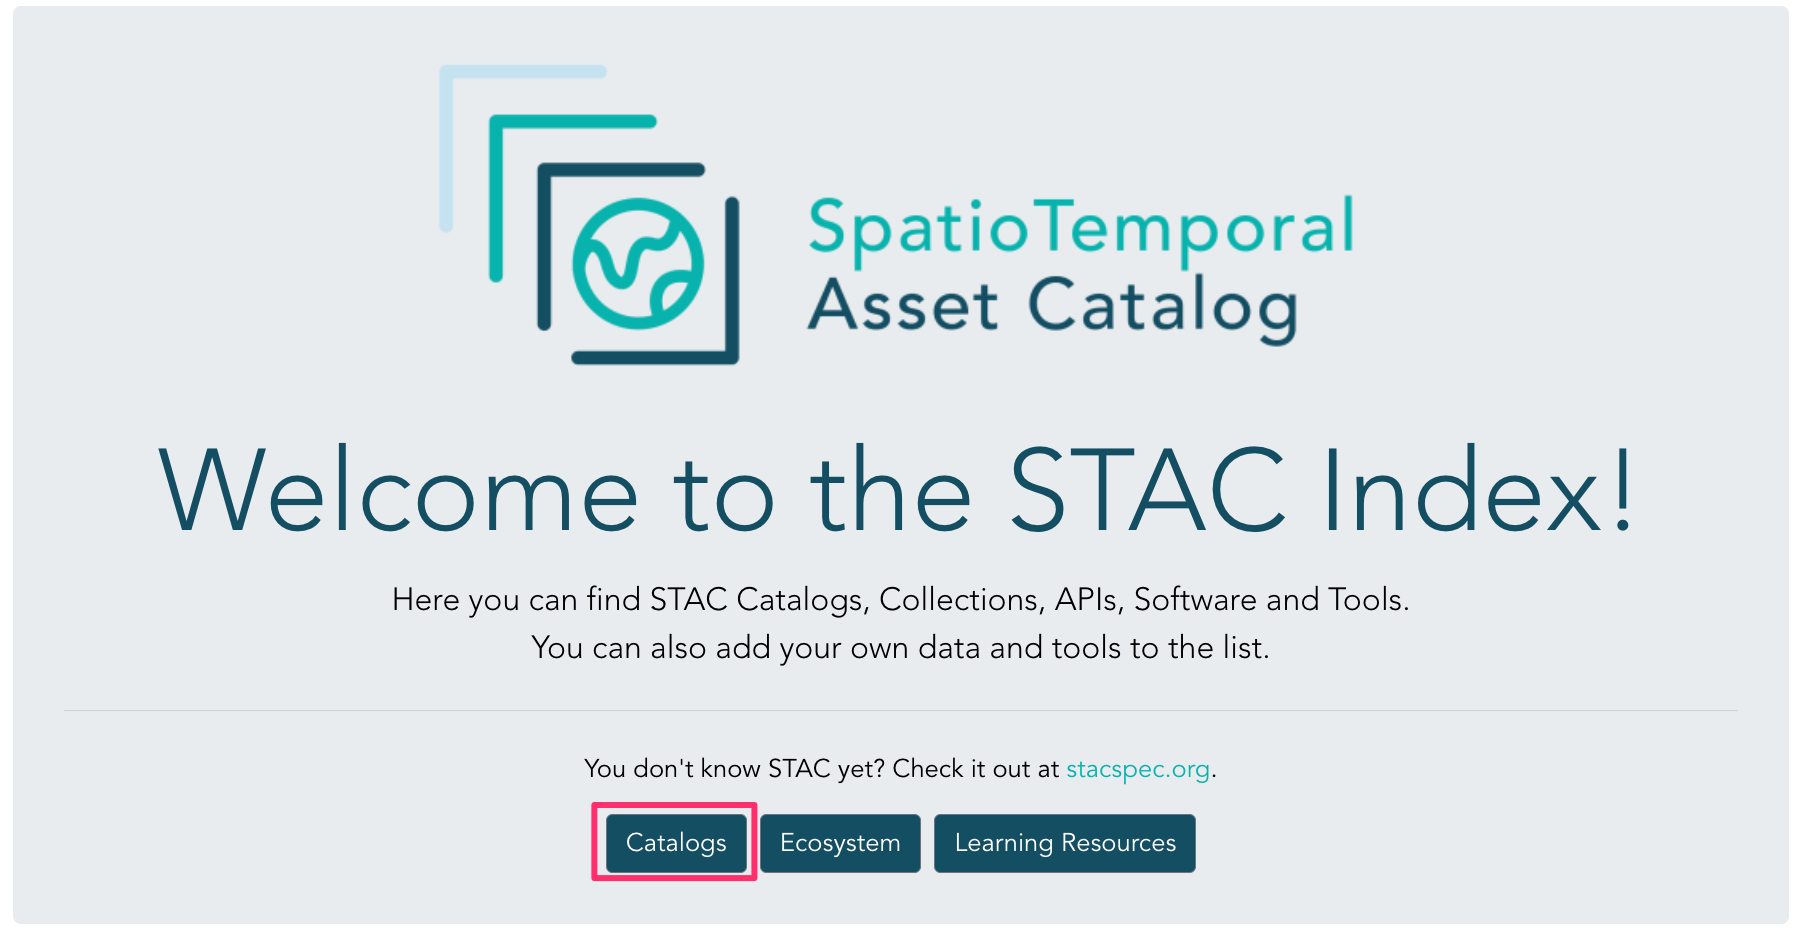 SpatioTemporal
Asset Catalog
Welcome to the STAC Index!
Here you can find STAC Catalogs, Collections, APIs, Software and Tools.
You can also add your own data and tools to the list.
You don't know STAC yet? Check it out at stacspec.org.
Catalogs Ecosystem Learning Resources